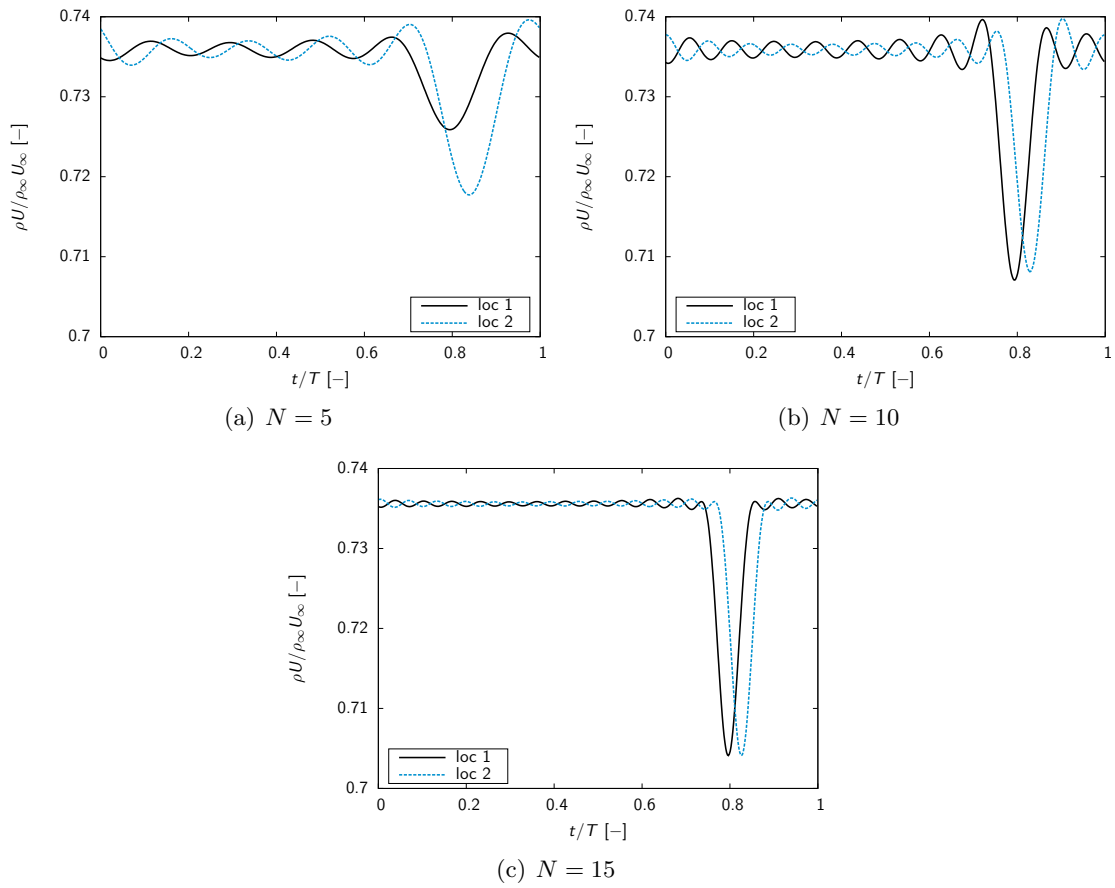 0.74
0.73
0.72
0.71
0.7
0 0.2 0.4 0.6 0.8 1
ρU/ρ∞U∞ [−]
t/T [−]
loc 1
loc 2
(a) N = 5
0.74
0.73
0.72
0.71
0.7
0 0.2 0.4 0.6 0.8 1
ρU/ρ∞U∞ [−]
t/T [−]
loc 1
loc 2
(b) N = 10
0.74
0.73
0.72
0.71
0.7
0 0.2 0.4 0.6 0.8 1
ρU/ρ∞U∞ [−]
t/T [−]
loc 1
loc 2
(c) N = 15